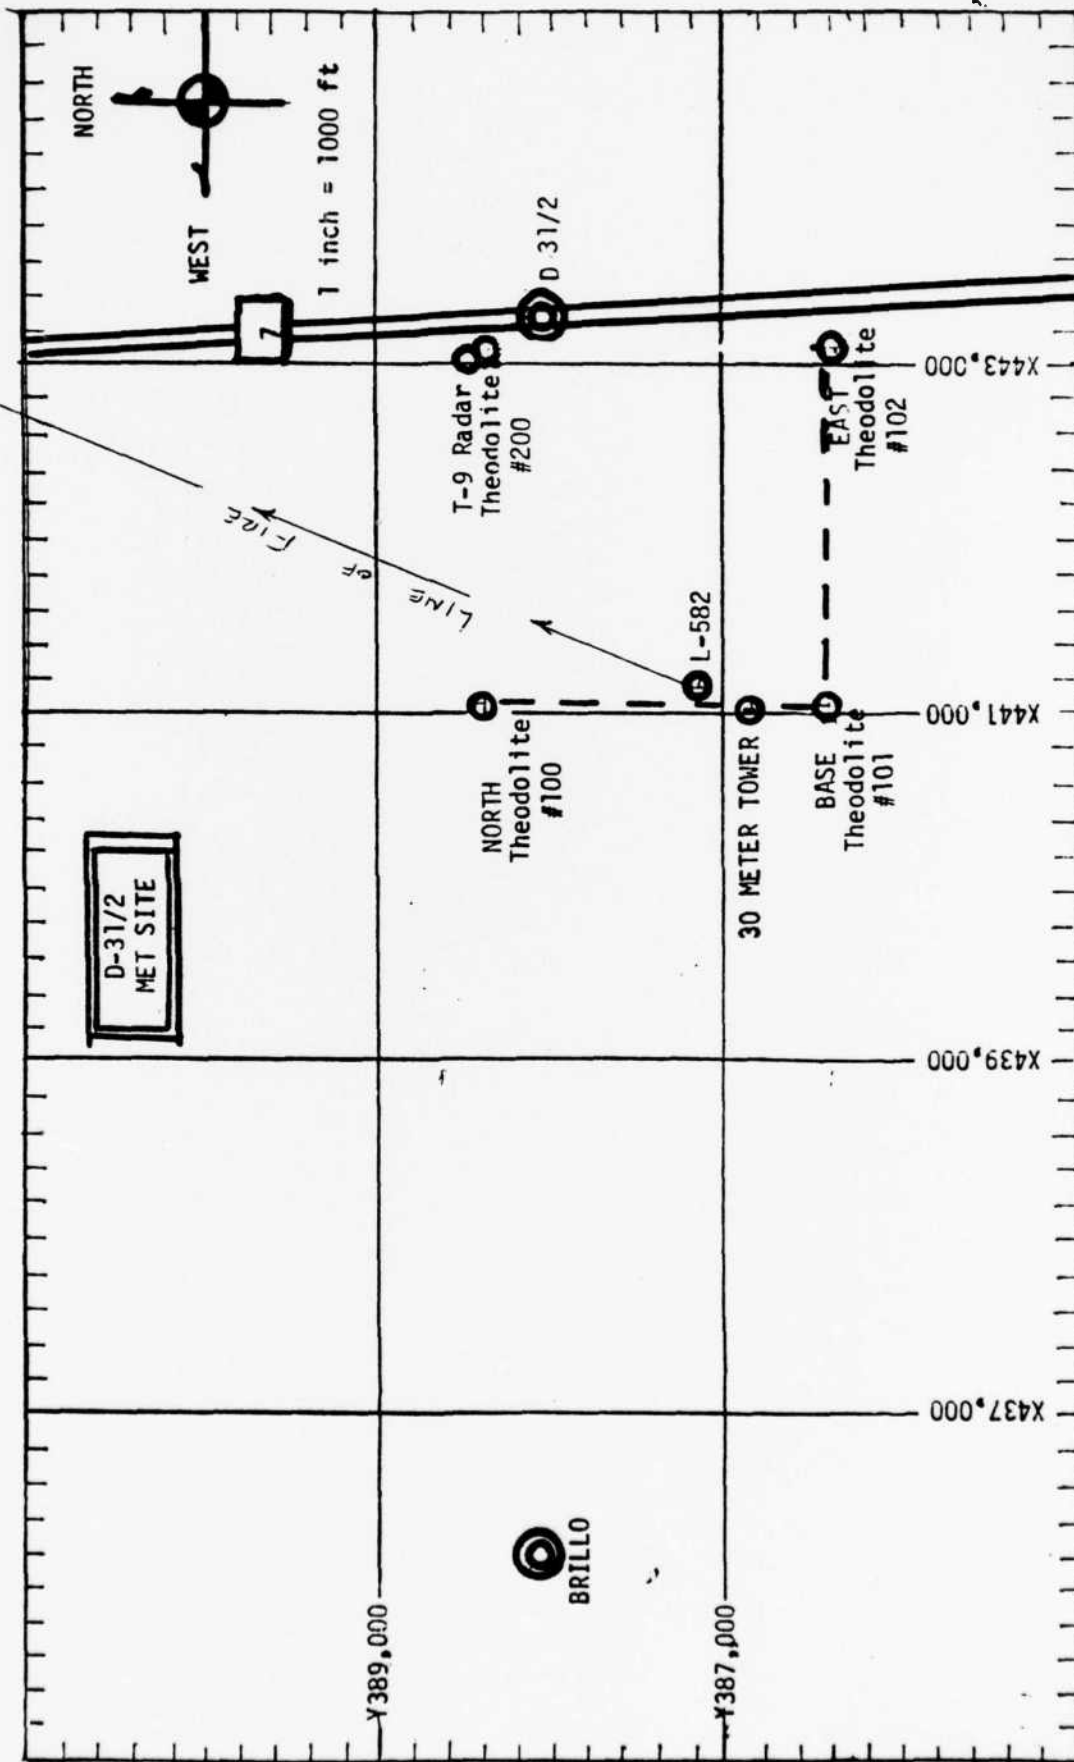 NORTH
WEST
1 inch = 1000 ft
7
D-31/2
MET SITE
LINE OF FIRE
T-9 Radar
Theodolite
#200
D 31/2
NORTH
Theodolite
#100
L-582
30 METER TOWER
BASE
Theodolite
#101
EAST
Theodolite
#102
BRILLO
Y389,000
Y387,000
X437,000
X439,000
X441,000
X443,000